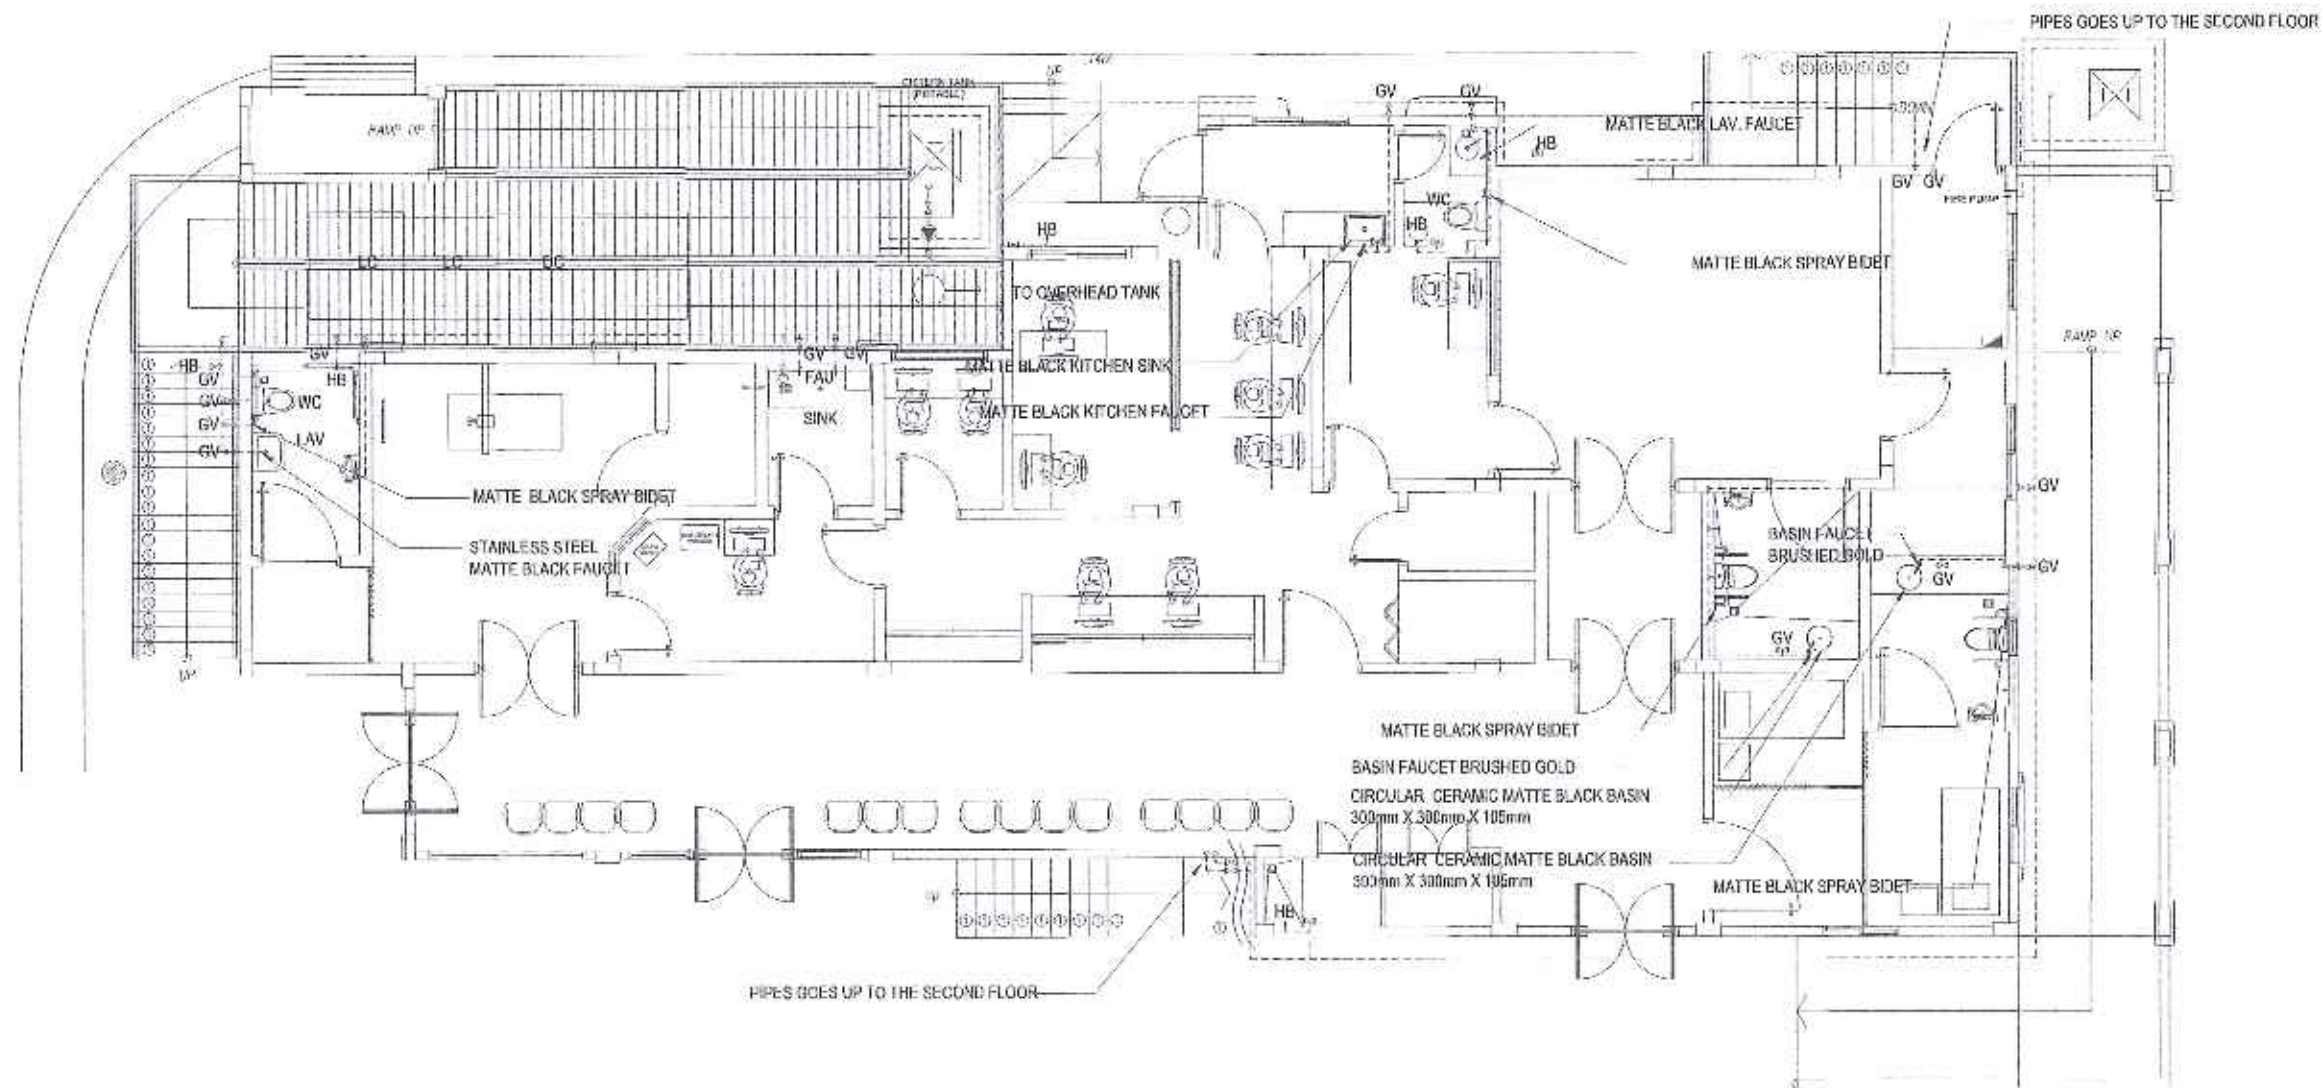 PIPES GOES UP TO THE SECOND FLOOR
UP
GV
GV
MATTE BLACK LAV. FAUCET
DOWN
RAMP UP
HB
WC
HB
GV
GV
FIRE PUMP
HB
MATTE BLACK SPRAY BIDET
TO OVERHEAD TANK
RAMP UP
HB
GV
GV
GV
GV
WC
LAV
GV
HB
GV
GV
FAU
SINK
MATTE BLACK KITCHEN SINK
MATTE BLACK KITCHEN FAUCET
MATTE BLACK SPRAY BIDET
STAINLESS STEEL
MATTE BLACK FAUCET
GV
BASIN FAUCET
BRUSHED GOLD
GV
GV
GV
UP
MATTE BLACK SPRAY BIDET
BASIN FAUCET BRUSHED GOLD
CIRCULAR CERAMIC MATTE BLACK BASIN
300mm X 300mm X 105mm
CIRCULAR CERAMIC MATTE BLACK BASIN
300mm X 300mm X 105mm
MATTE BLACK SPRAY BIDET
HB
PIPES GOES UP TO THE SECOND FLOOR